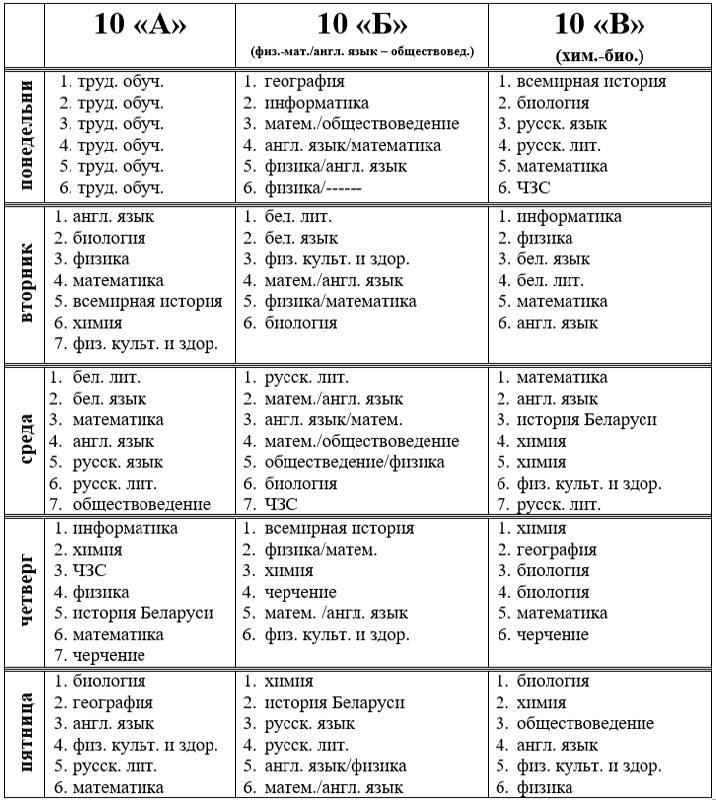 10 «А»
10 «Б»
(физ.-мат./англ. язык – обществовед.)
10 «В»
(хим.-био.)
понедельни
1. труд. обуч.
2. труд. обуч.
3. труд. обуч.
4. труд. обуч.
5. труд. обуч.
6. труд. обуч.
1. география
2. информатика
3. матем./обществоведение
4. англ. язык/математика
5. физика/англ. язык
6. физика/------
1. всемирная история
2. биология
3. русск. язык
4. русск. лит.
5. математика
6. ЧЗС
вторник
1. англ. язык
2. биология
3. физика
4. математика
5. всемирная история
6. химия
7. физ. культ. и здор.
1. бел. лит.
2. бел. язык
3. физ. культ. и здор.
4. матем./англ. язык
5. физика/математика
6. биология
1. информатика
2. физика
3. бел. язык
4. бел. лит.
5. математика
6. англ. язык
среда
1. бел. лит.
2. бел. язык
3. математика
4. англ. язык
5. русск. язык
6. русск. лит.
7. обществоведение
1. русск. лит.
2. матем./англ. язык
3. англ. язык/матем.
4. матем./обществоведение
5. обществедение/физика
6. биология
7. ЧЗС
1. математика
2. англ. язык
3. история Беларуси
4. химия
5. химия
6. физ. культ. и здор.
7. русск. лит.
четверг
1. информатика
2. химия
3. ЧЗС
4. физика
5. история Беларуси
6. математика
7. черчение
1. всемирная история
2. физика/матем.
3. химия
4. черчение
5. матем. /англ. язык
6. физ. культ. и здор.
1. химия
2. география
3. биология
4. биология
5. математика
6. черчение
пятница
1. биология
2. география
3. англ. язык
4. физ. культ. и здор.
5. русск. лит.
6. математика
1. химия
2. история Беларуси
3. русск. язык
4. русск. лит.
5. англ. язык/физика
6. матем./англ. язык
1. биология
2. химия
3. обществоведение
4. англ. язык
5. физ. культ. и здор.
6. физика